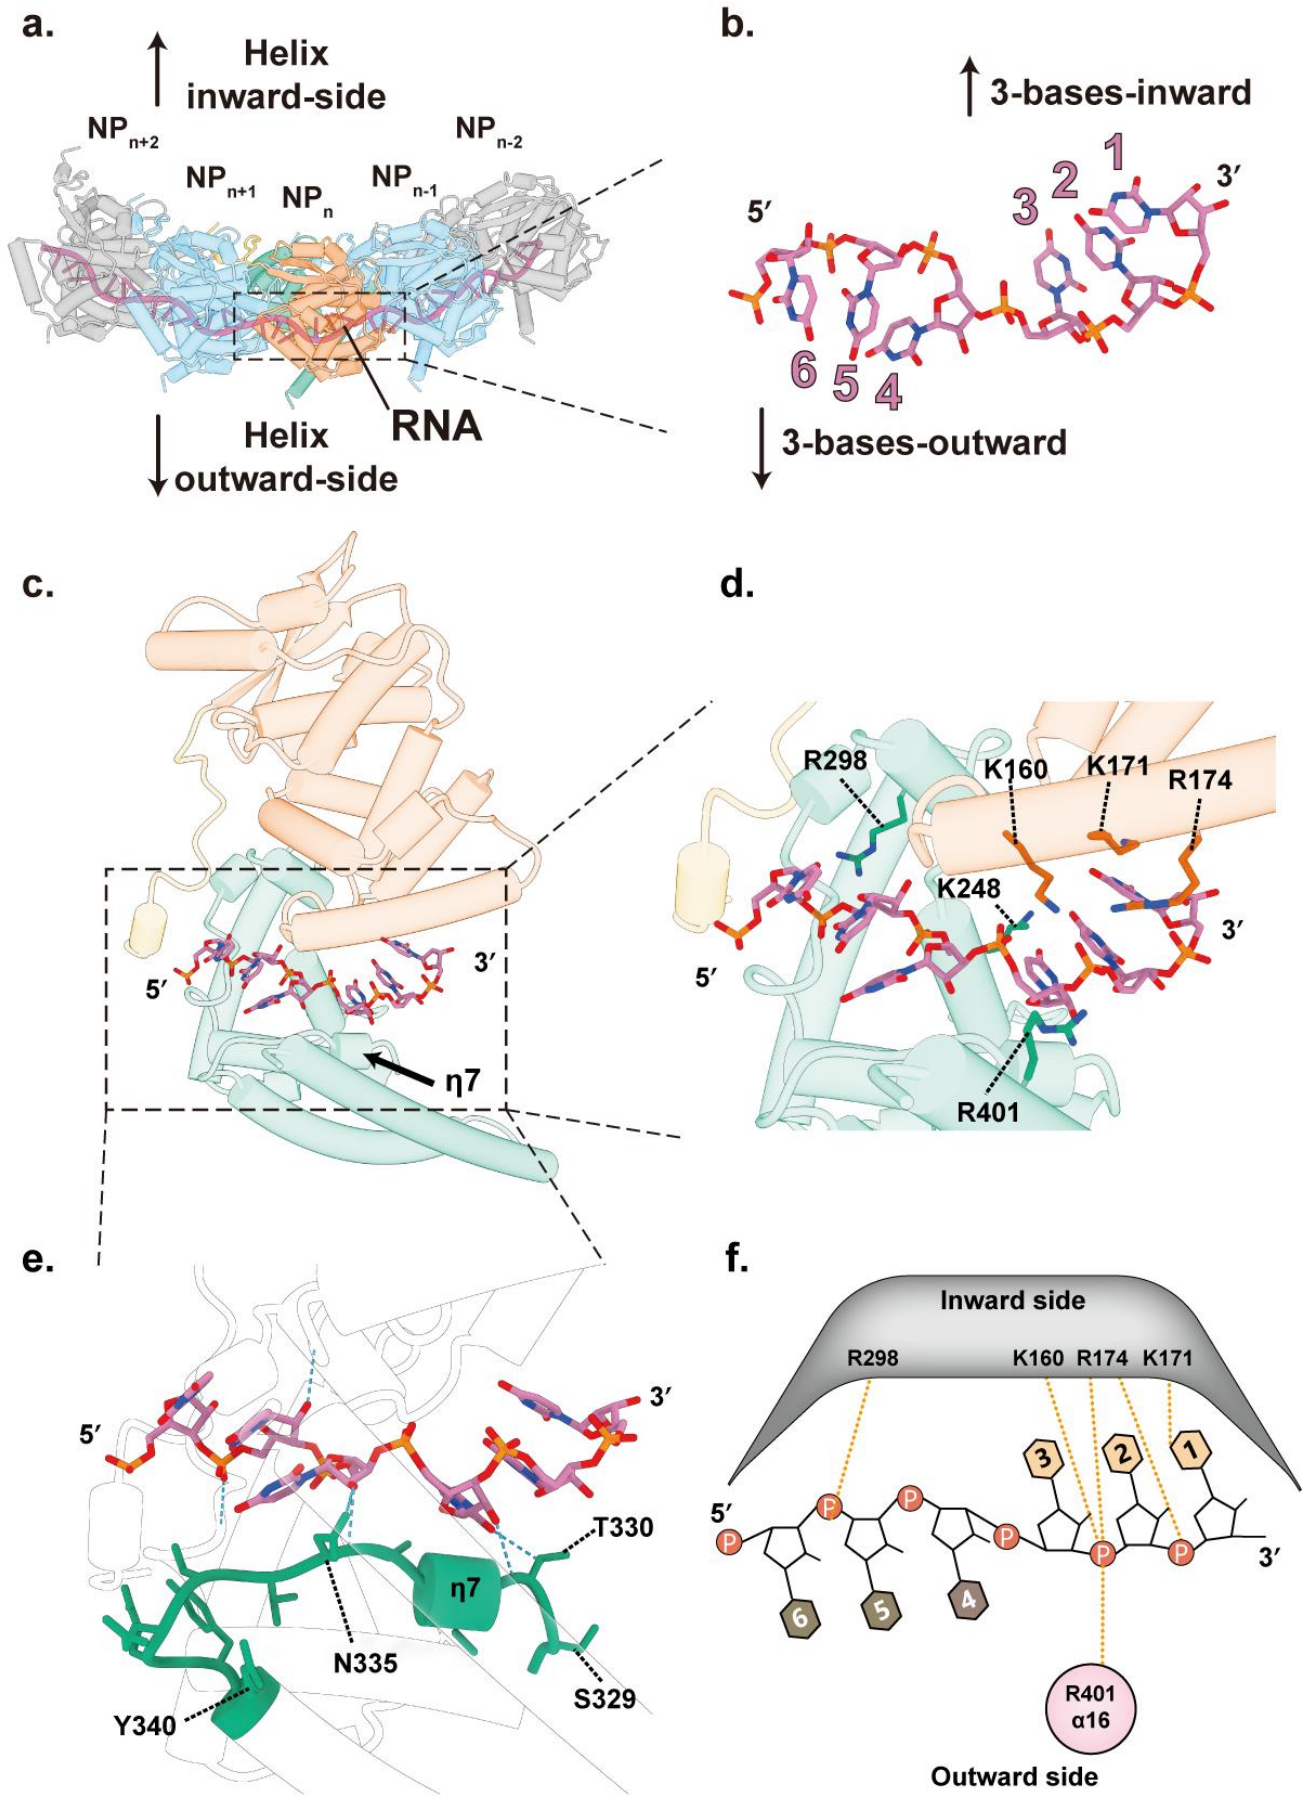 a.
Helix
inward-side
NPn+2
NPn+1
NPn
NPn-1
NPn-2
RNA
Helix
outward-side
b.
3-bases-inward
1
2
3
3′
5′
6
5
4
3-bases-outward
c.
5′
3′
η7
d.
R298
K160
K171
R174
K248
3′
5′
R401
e.
5′
3′
T330
η7
N335
S329
Y340
f.
Inward side
R298 K160 R174 K171
3 2 1
5′
P P P P P P
3′
6 5 4
R401
α16
Outward side